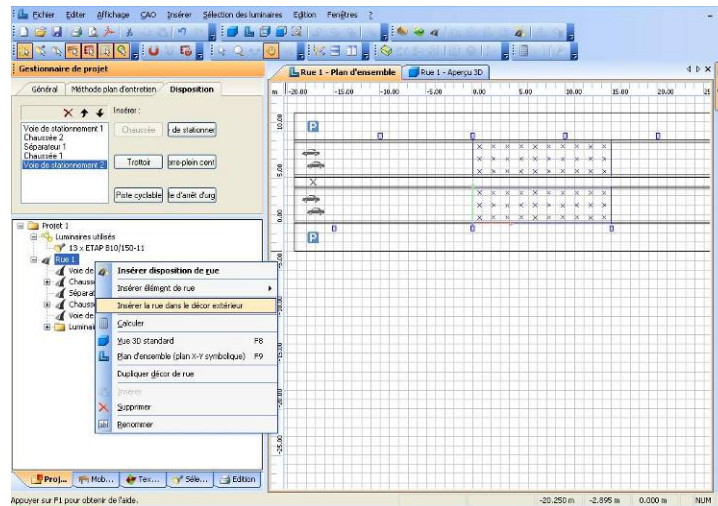 Fichier Editer Affichage CAO Insérer Sélection des luminaires Edition Fenêtres ?
Gestionnaire de projet
Général Méthode plan d'entretien Disposition
Insérer :
Voie de stationnement 1
Chaussée 2
Séparateur 1
Chaussée 1
Voie de stationnement 2
Chaussée
de stationner
Trottoir
rre-plein cent
Piste cyclable
le d'arrêt d'urg
Projet 1
Luminaires utilisés
13 x ETAP B10/150-11
Rue 1
Voie de
Chauss
Séparat
Chauss
Voie de
Luminai
Insérer disposition de rue
Insérer élément de rue
Insérer la rue dans le décor extérieur
Calculer
Vue 3D standard F8
Plan d'ensemble (plan X-Y symbolique) F9
Dupliquer décor de rue
Insérer
Supprimer
Renommer
Proj... Mob... Tex... Séle... Edition
Rue 1 - Plan d'ensemble
Rue 1 - Aperçu 3D
m -20.00 -15.00 -10.00 -5.00 0.00 5.00 10.00 15.00 20.00 25
10.00
5.00
0.00
-5.00
-10.00
-15.00
-20.00
-25.00
P
P
Appuyer sur F1 pour obtenir de l'aide.
-20.250 m -2.895 m 0.000 m NUM